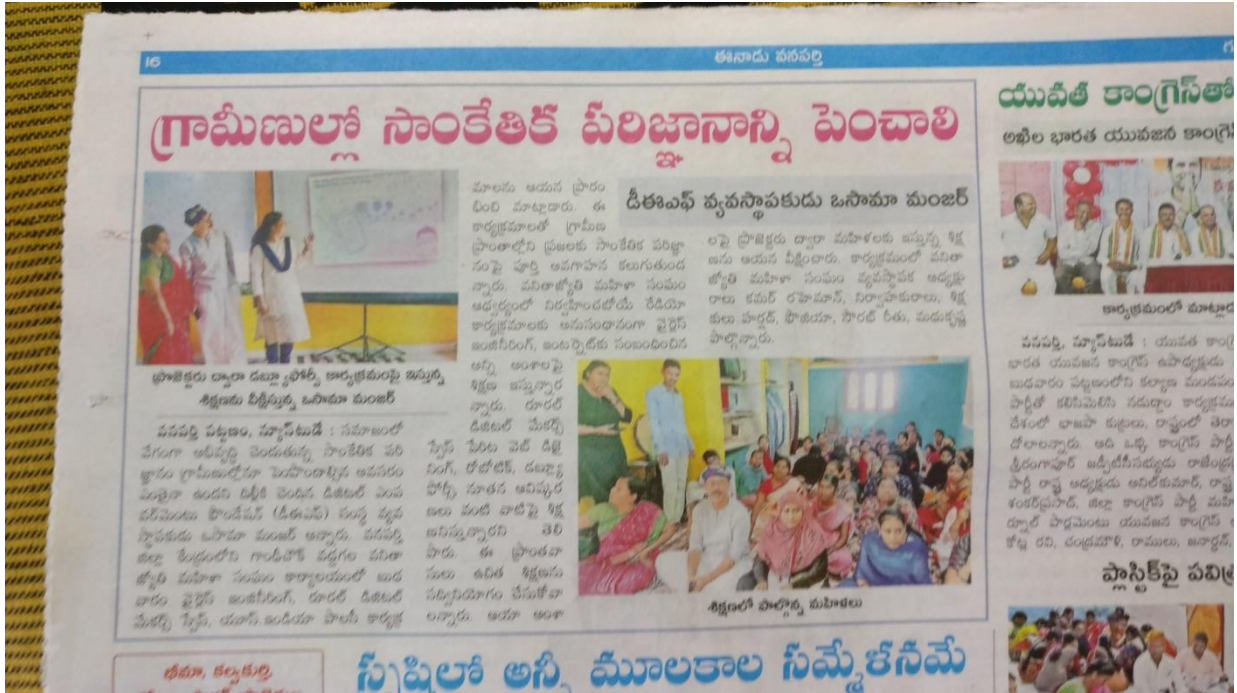 16
ఈనాడు వనపర్తి
గ్రామీణుల్లో సాంకేతిక పరిజ్ఞానాన్ని పెంచాలి
డీఈఎఫ్ వ్యవస్థాపకుడు ఒసామా మంజర్
ప్రొజెక్టరు ద్వారా డబ్ల్యూఫోర్సీ కార్యక్రమంపై ఇస్తున్న
శిక్షణను వీక్షిస్తున్న ఒసామా మంజర్
వనపర్తి పట్టణం, న్యూస్‌టుడే : సమాజంలో
వేగంగా అభివృద్ధి చెందుతున్న సాంకేతిక పరి
జ్ఞానం గ్రామీణుల్లోనూ పెంపొందాల్సిన అవసరం
ఎంతైనా ఉందని ఢిల్లీకి చెందిన డిజిటల్ ఎంప
వర్‌మెంటు ఫౌండేషన్ (డీఈఎఫ్) సంస్థ వ్యవ
స్థాపకుడు ఒసామా మంజర్ అన్నారు. వనపర్తి
జిల్లా కేంద్రంలోని గాంధీచౌక్ వద్దగల వనితా
జ్యోతి మహిళా సంఘం కార్యాలయంలో బుధ
వారం వైర్లెస్ ఇంజినీరింగ్, రూరల్ డిజిటల్
మేకర్స్ స్పేస్, యూస్ ఇండియా పాలసీ కార్యక్ర
మాలను ఆయన ప్రారం
భించి మాట్లాడారు. ఈ
కార్యక్రమాలతో గ్రామీణ
ప్రాంతాల్లోని ప్రజలకు సాంకేతిక పరిజ్ఞా
నంపై పూర్తి అవగాహన కలుగుతుంద
న్నారు. వనితాజ్యోతి మహిళా సంఘం
ఆధ్వర్యంలో నిర్వహించబోయే రేడియో
కార్యక్రమాలకు అనుసంధానంగా వైర్లెస్
ఇంజినీరింగ్, ఇంటర్నెట్‌కు సంబంధించిన
అన్ని అంశాలపై
శిక్షణ ఇస్తున్నార
న్నారు. రూరల్
డిజిటల్ మేకర్స్
స్పేస్ పేరిట వెబ్ డిజై
నింగ్, రోబోటిక్, డబ్ల్యూ
ఫోర్సీ నూతన ఆవిష్కర
ణలు వంటి వాటిపై శిక్ష
ణనిస్తున్నారని తెలి
పారు. ఈ ప్రాంతవా
సులు ఉచిత శిక్షణను
సద్వినియోగం చేసుకోవా
లన్నారు. ఆయా అంశా
లపై ప్రొజెక్టరు ద్వారా మహిళలకు ఇస్తున్న శిక్ష
ణను ఆయన వీక్షించారు. కార్యక్రమంలో వనితా
జ్యోతి మహిళా సంఘం వ్యవస్థాపక అధ్యక్షు
రాలు కమర్ రహెమాన్, నిర్వాహకురాలు, శిక్ష
కులు హర్షద్, ఫౌజియా, సౌరభ్ రీతు, మధుకృష్ణ
పాల్గొన్నారు.
శిక్షణలో పాల్గొన్న మహిళలు
యువత కాంగ్రెస్‌తో
అఖిల భారత యువజన కాంగ్రె
కార్యక్రమంలో మాట్లాడ
వనపర్తి, న్యూస్‌టుడే : యువత కాంగ్ర
భారత యువజన కాంగ్రెస్ ఉపాధ్యక్షుడు
బుధవారం పట్టణంలోని కల్యాణ మండపం
పార్టీతో కలిసిమెలిసి నడుద్దాం కార్యక్రమ
చేశంలో భాజపా కుట్రలు, రాష్ట్రంలో తెరా
దోలాలన్నారు. అది ఒక్క కాంగ్రెస్ పార్టీ
శ్రీరంగాపూర్ జడ్పీటీసీసభ్యుడు రాజేంద్ర
పార్టీ రాష్ట్ర అధ్యక్షుడు అనిల్‌కుమార్, రాష్ట్ర
శంకర్‌ప్రసాద్, జిల్లా కాంగ్రెస్ పార్టీ మహి
ర్నూల్ పార్లమెంటు యువజన కాంగ్రెస్
కోట్ల రవి, చంద్రమౌళి, రాములు, జనార్దన్,
ప్లాస్టిక్‌పై పవిత్ర
భీమా, కల్వకుర్తి,
సృష్టిలో అన్నీ మూలకాల సమ్మేళనమే